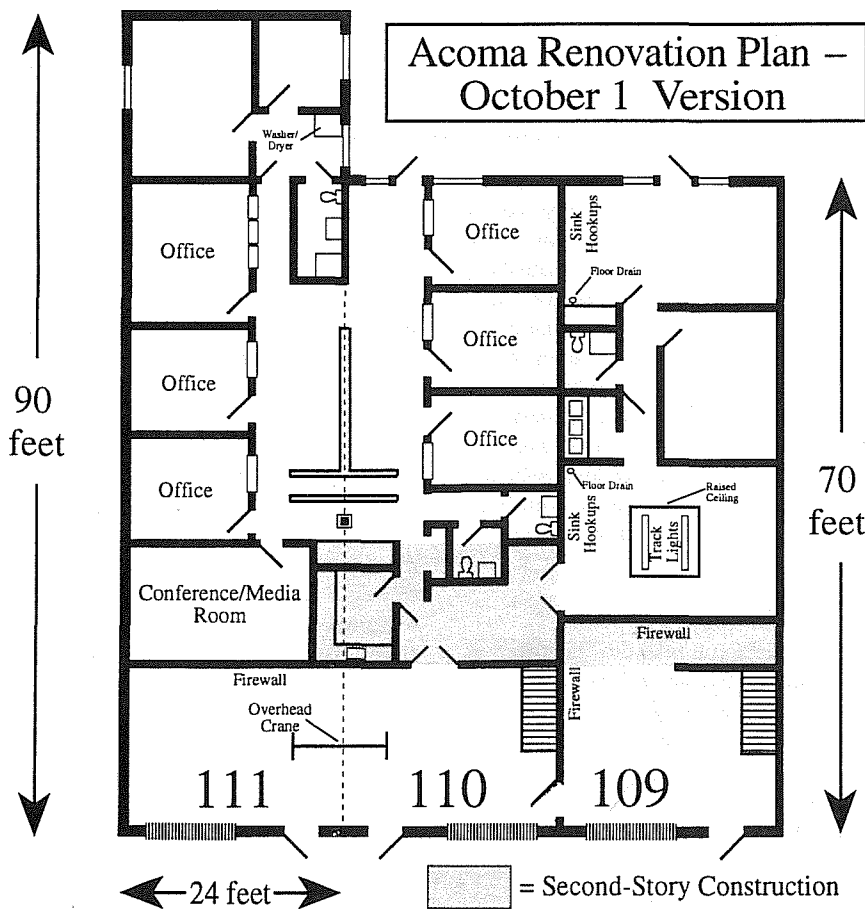 Acoma Renovation Plan –
October 1 Version
Washer/
Dryer
Office
Office
Sink
Hookups
Floor Drain
Office
Office
90
feet
Office
Office
Floor Drain
Raised
Ceiling
Sink
Hookups
Track
Lights
70
feet
Conference/Media
Room
Firewall
Firewall
Firewall
Overhead
Crane
111
110
109
24 feet
= Second-Story Construction